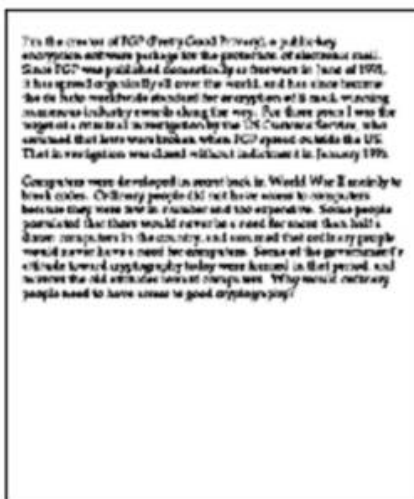 I'm the creator of PGP (Pretty Good Privacy), a public-key
encryption software package for the protection of electronic mail.
Since PGP was published domestically as freeware in June of 1991,
it has spread organically all over the world, and has since become
the de facto worldwide standard for encryption of E-mail, winning
numerous industry awards along the way. For three years I was the
target of a criminal investigation by the US Customs Service, who
assumed that laws were broken when PGP spread outside the US.
That investigation was closed without indictment in January 1996.
Computers were developed in secret back in World War II mainly to
break codes. Ordinary people did not have access to computers
because they were few in number and too expensive. Some people
postulated that there would never be a need for more than half a
dozen computers in the country, and assumed that ordinary people
would never have a need for computers. Some of the government's
attitude toward cryptography today were formed in that period, and
mirrors the old attitudes toward computers. Why would ordinary
people need to have access to good cryptography?